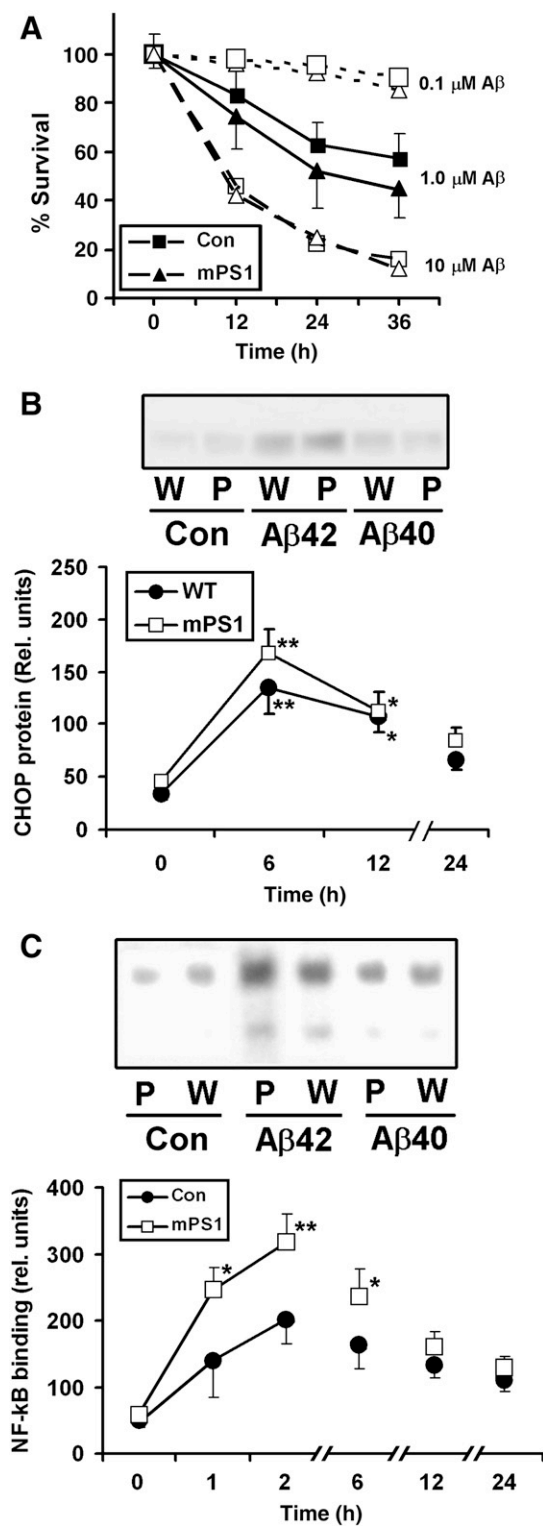 A
% Survival
100
80
60
40
20
0
0.1 μM Aβ
1.0 μM Aβ
10 μM Aβ
Con
mPS1
0 12 24 36
Time (h)
B
W P W P W P
Con Aβ42 Aβ40
CHOP protein (Rel. units)
250
200
150
100
50
0
WT
mPS1
**
**
*
*
0 6 12 24
Time (h)
C
P W P W P W
Con Aβ42 Aβ40
NF-kB binding (rel. units)
400
300
200
100
0
Con
mPS1
*
**
*
0 1 2 6 12 24
Time (h)